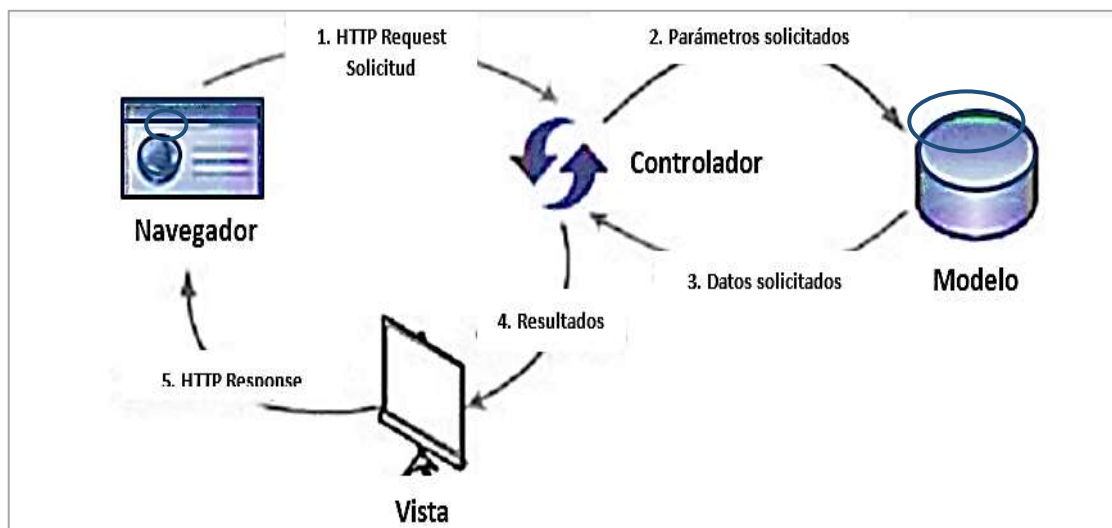 1. HTTP Request
Solicitud
2. Parámetros solicitados
Controlador
Navegador
3. Datos solicitados
Modelo
4. Resultados
5. HTTP Response
Vista